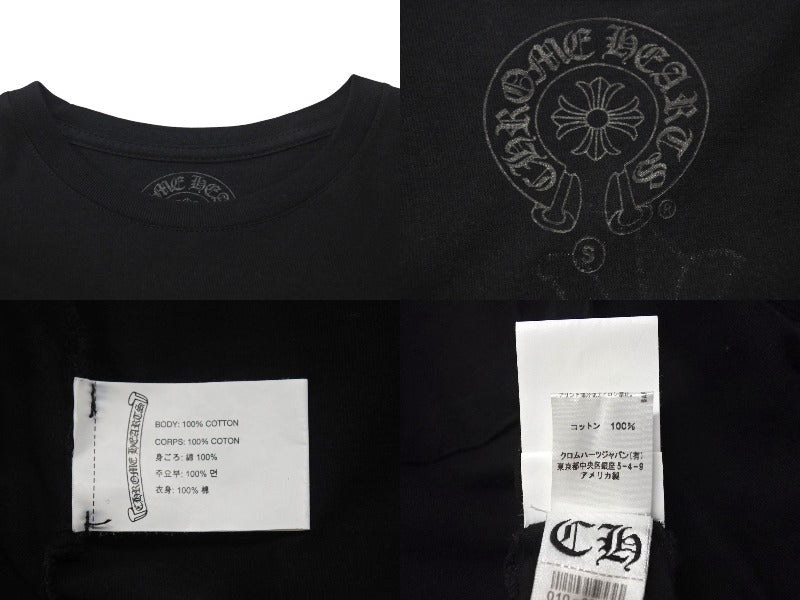 CHROME HEA
CHROME HEARTS
®
S
CHROME HEARTS
BODY: 100% COTTON
CORPS: 100% COTON
身ごろ: 綿 100%
주요부: 100% 면
衣身: 100% 棉
コットン 100%
クロムハーツジャパン(有)
東京都中央区銀座5-4-9
アメリカ製
CH